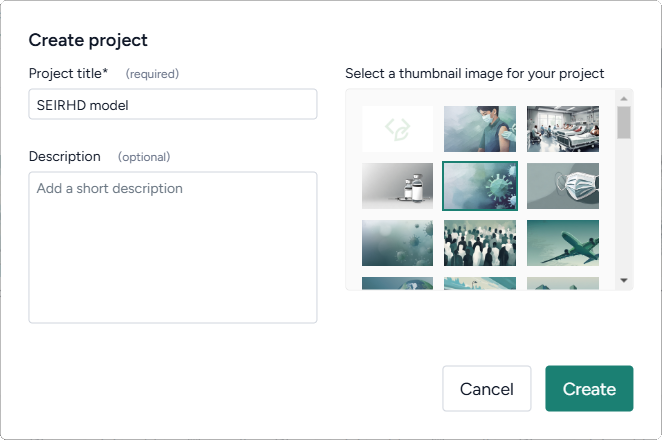 Create project
Project title* (required)
SEIRHD model
Description (optional)
Add a short description
Select a thumbnail image for your project
Cancel
Create